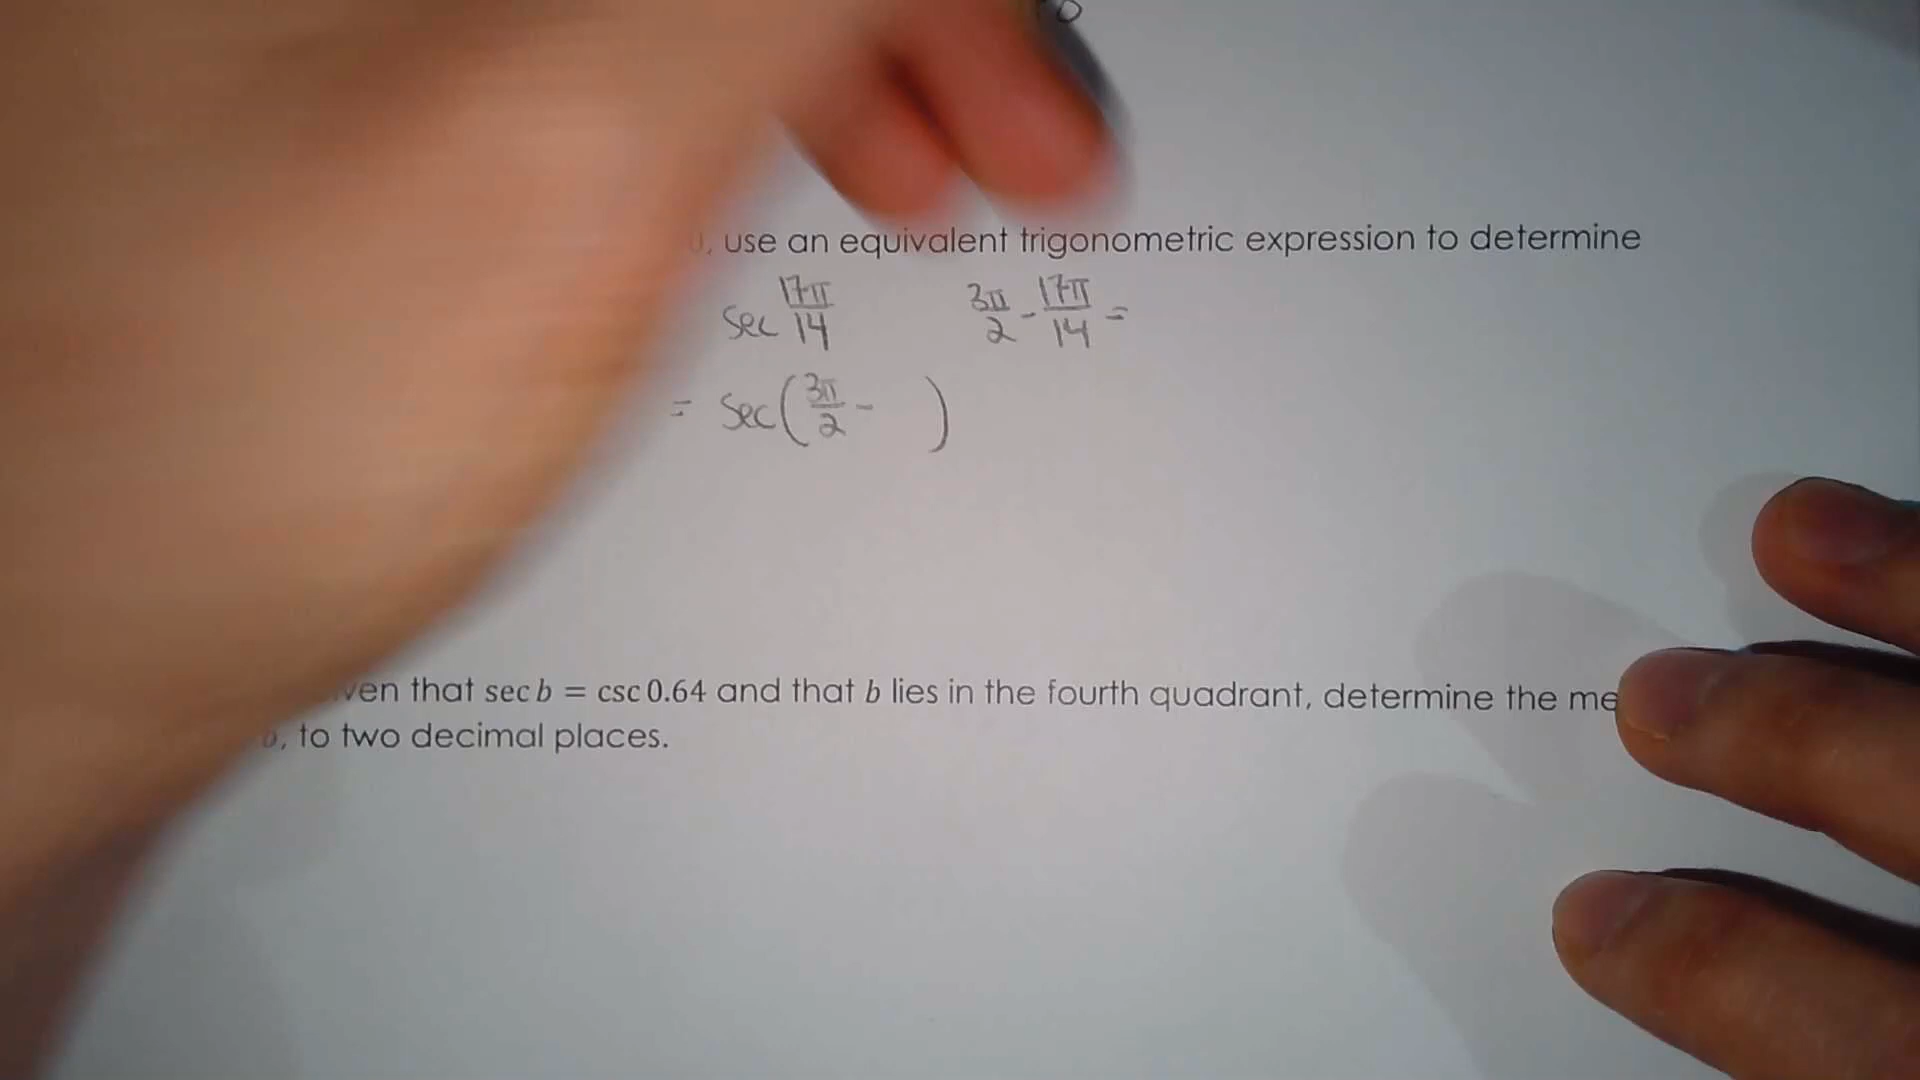 , use an equivalent trigonometric expression to determine
sec 17π/14 3π/2 - 17π/14 =
= sec(3π/2 - )
ven that sec b = csc 0.64 and that b lies in the fourth quadrant, determine the me
b, to two decimal places.